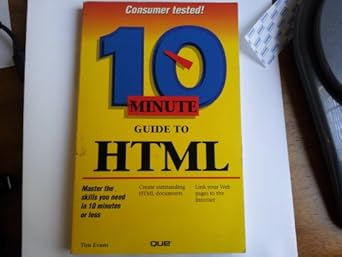 Consumer tested!
10
MINUTE
GUIDE TO
HTML
Master the
skills you need
in 10 minutes
or less
Create outstanding
HTML documents
Link your Web
pages to the
Internet
Tim Evans
QUE